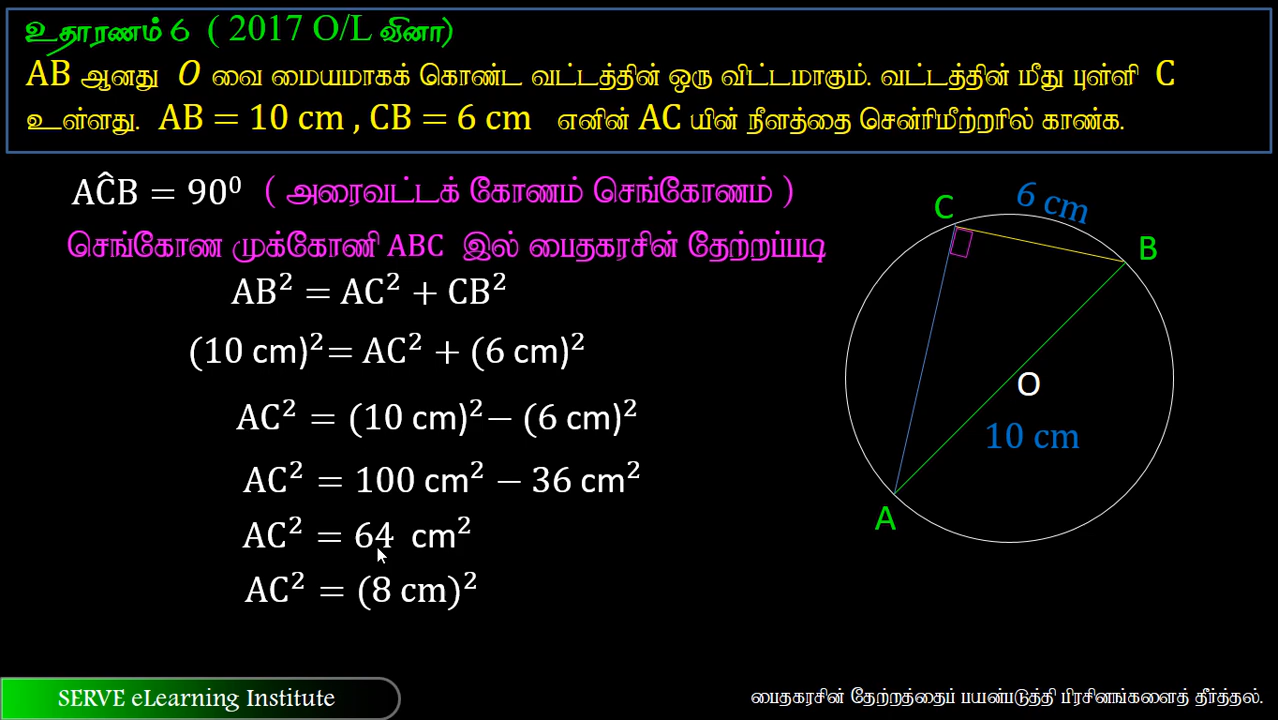 உதாரணம் 6 ( 2017 O/L வினா)
AB ஆனது O வை மையமாகக் கொண்ட வட்டத்தின் ஒரு விட்டமாகும். வட்டத்தின் மீது புள்ளி C
உள்ளது. AB = 10 cm , CB = 6 cm எனின் AC யின் நீளத்தை சென்ரிமீற்றரில் காண்க.
AĈB = 90⁰ ( அரைவட்டக் கோணம் செங்கோணம் )
செங்கோண முக்கோணி ABC இல் பைதகரசின் தேற்றப்படி
AB² = AC² + CB²
(10 cm)²= AC² + (6 cm)²
AC² = (10 cm)²− (6 cm)²
AC² = 100 cm² − 36 cm²
AC² = 64 cm²
AC² = (8 cm)²
C
6 cm
B
O
10 cm
A
SERVE eLearning Institute
பைதகரசின் தேற்றத்தைப் பயன்படுத்தி பிரசினங்களைத் தீர்த்தல்.